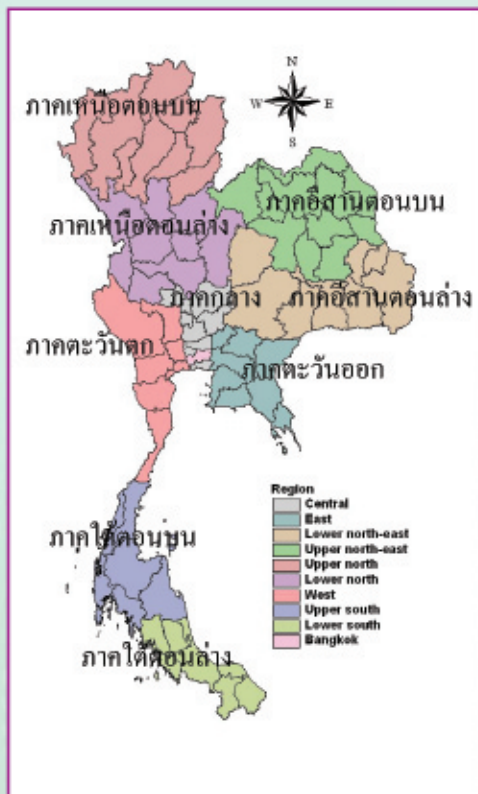 N
W E
S
ภาคเหนือตอนบน
ภาคอีสานตอนบน
ภาคเหนือตอนล่าง
ภาคกลาง
ภาคอีสานตอนล่าง
ภาคตะวันตก
ภาคตะวันออก
ภาคใต้ตอนบน
ภาคใต้ตอนล่าง
Region
Central
East
Lower north-east
Upper north-east
Upper north
Lower north
West
Upper south
Lower south
Bangkok